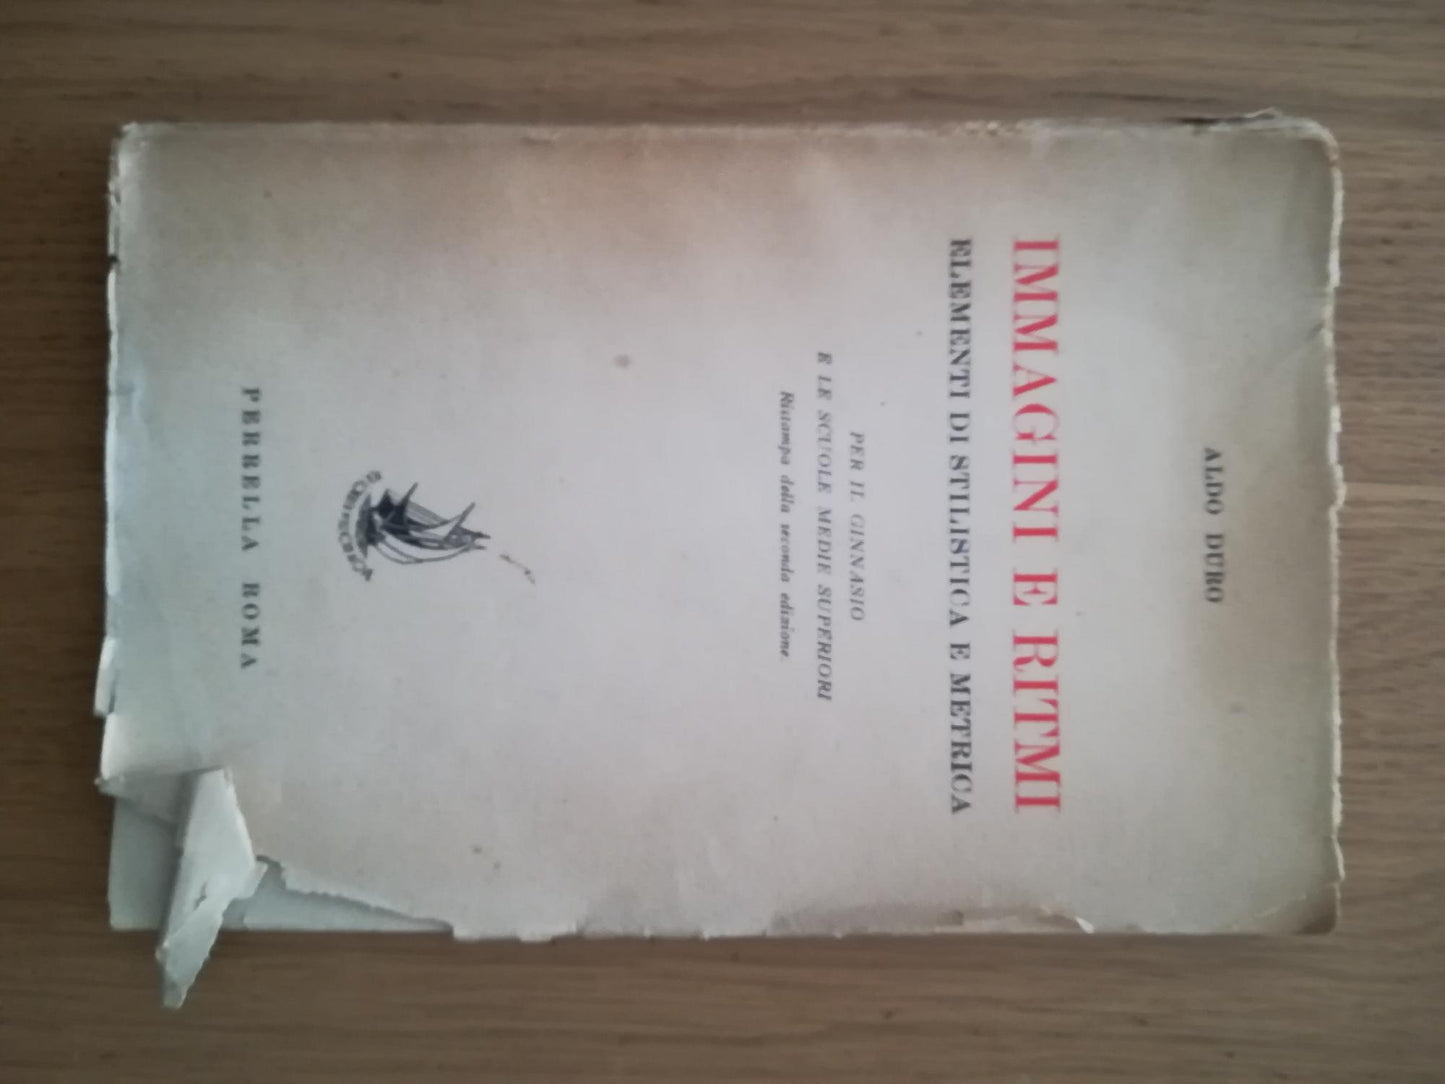 ALDO DURO
IMMAGINI E RITMI
ELEMENTI DI STILISTICA E METRICA
PER IL GINNASIO
E LE SCUOLE MEDIE SUPERIORI
Ristampa della seconda edizione.
PERRELLA ROMA